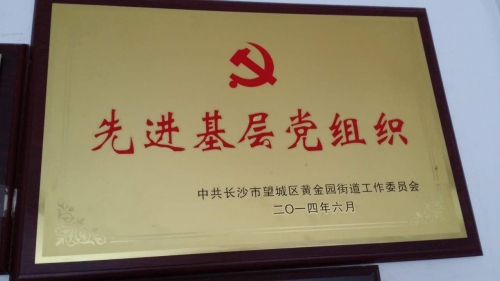 先进基层党组织
中共长沙市望城区黄金园街道工作委员会
二〇一四年六月